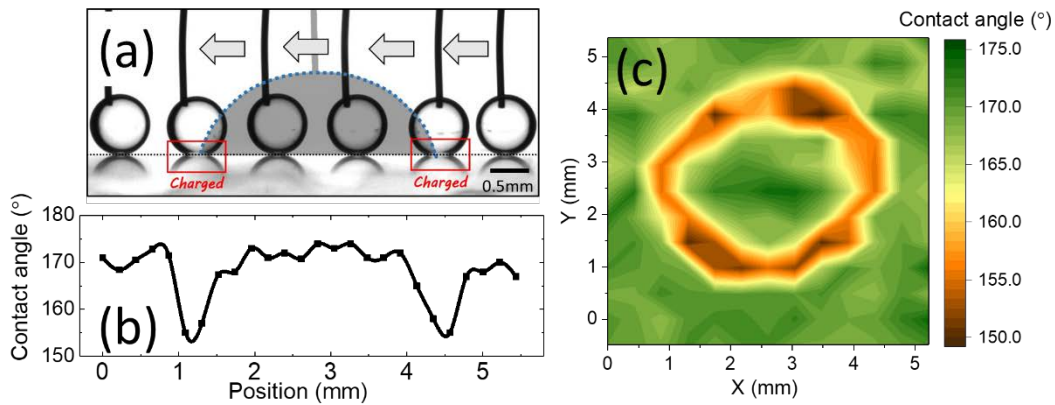 (a)
Charged
Charged
0.5mm
Contact angle (°)
180
170
160
150
(b)
0
1
2
3
4
5
Position (mm)
(c)
Y (mm)
5
4
3
2
1
0
0
1
2
3
4
5
X (mm)
Contact angle (°)
175.0
170.0
165.0
160.0
155.0
150.0